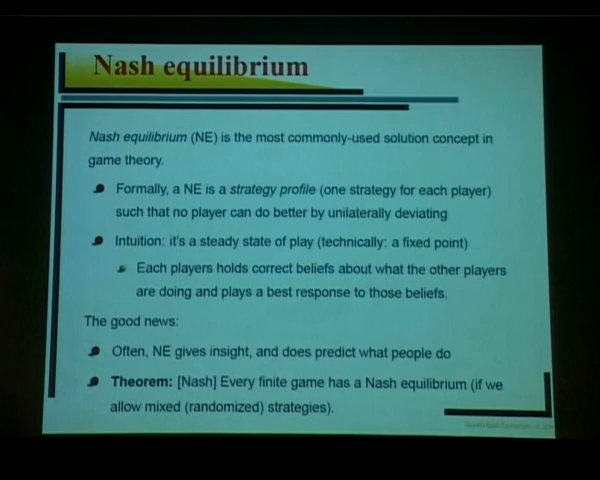 Nash equilibrium
Nash equilibrium (NE) is the most commonly-used solution concept in
game theory.
Formally, a NE is a strategy profile (one strategy for each player)
such that no player can do better by unilaterally deviating
Intuition: it's a steady state of play (technically: a fixed point)
Each players holds correct beliefs about what the other players
are doing and plays a best response to those beliefs.
The good news:
Often, NE gives insight, and does predict what people do
Theorem: [Nash] Every finite game has a Nash equilibrium (if we
allow mixed (randomized) strategies).